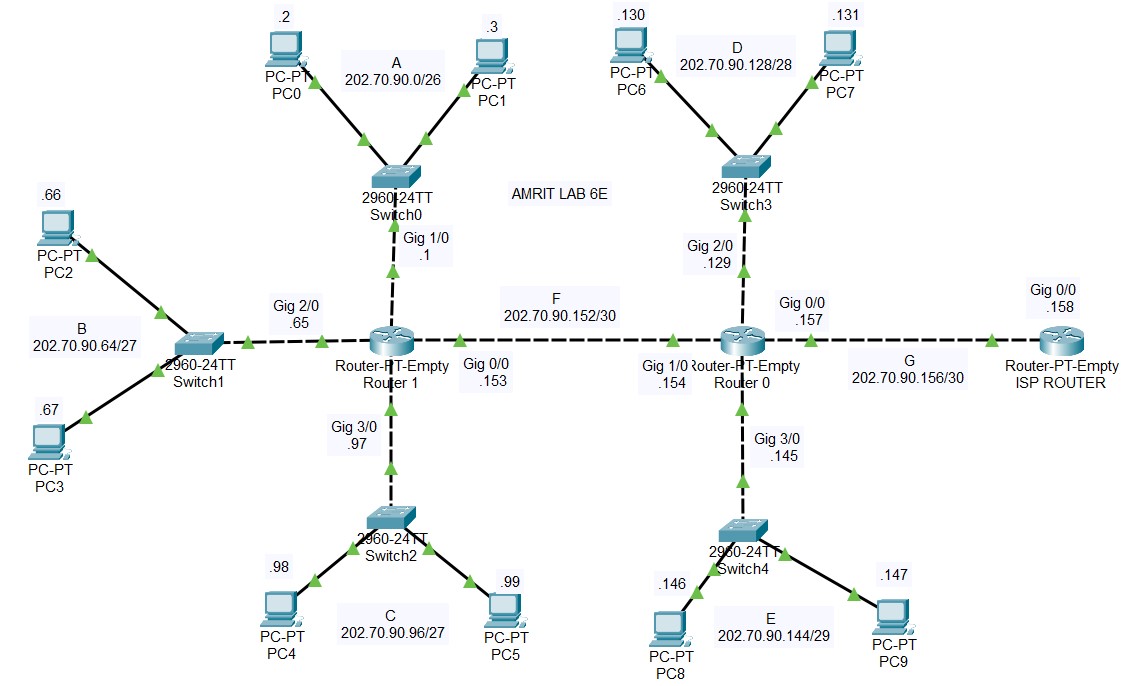 .2
PC-PT
PC0
A
202.70.90.0/26
.3
PC-PT
PC1
2960-24TT
Switch0
Gig 1/0
.1
.130
PC-PT
PC6
D
202.70.90.128/28
.131
PC-PT
PC7
2960-24TT
Switch3
AMRIT LAB 6E
Gig 2/0
.129
.66
PC-PT
PC2
B
202.70.90.64/27
2960-24TT
Switch1
.67
PC-PT
PC3
Gig 2/0
.65
Router-PT-Empty
Router 1
Gig 0/0
.153
F
202.70.90.152/30
Gig 1/0
.154
Router-PT-Empty
Router 0
Gig 0/0
.157
G
202.70.90.156/30
Gig 0/0
.158
Router-PT-Empty
ISP ROUTER
Gig 3/0
.97
2960-24TT
Switch2
.98
PC-PT
PC4
C
202.70.90.96/27
.99
PC-PT
PC5
Gig 3/0
.145
2960-24TT
Switch4
.146
PC-PT
PC8
E
202.70.90.144/29
.147
PC-PT
PC9